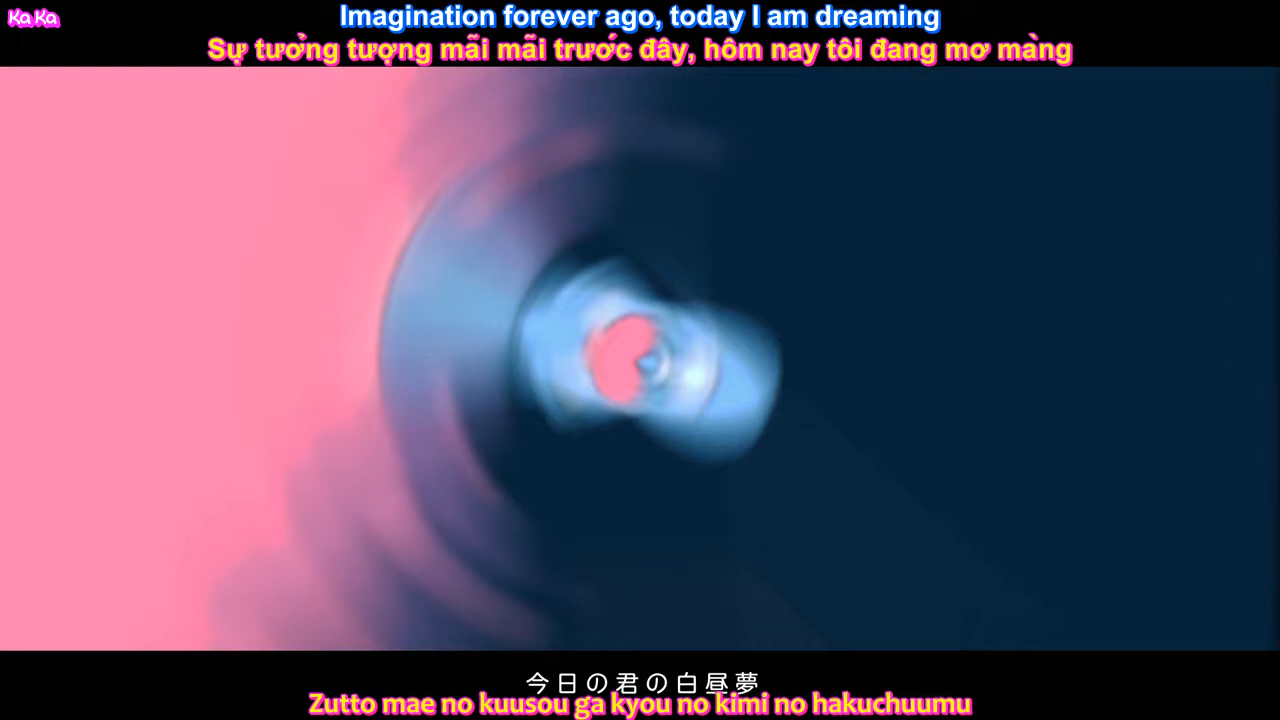 Ka Ka
Imagination forever ago, today I am dreaming
Sự tưởng tượng mãi mãi trước đây, hôm nay tôi đang mơ màng
今日の君の白昼夢
Zutto mae no kuusou ga kyou no kimi no hakuchuumu